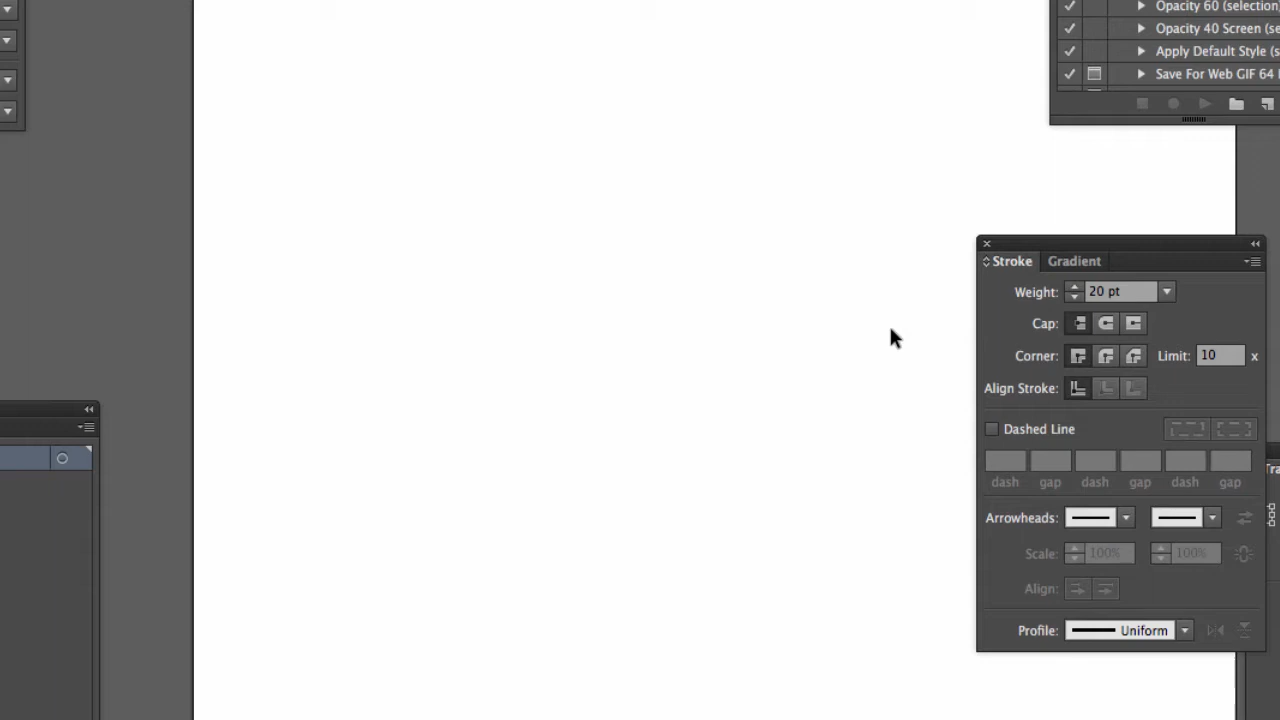 Opacity 60 (selection)
Opacity 40 Screen (se
Apply Default Style (s
Save For Web GIF 64
Stroke Gradient
Weight: 20 pt
Cap:
Corner: Limit: 10 x
Align Stroke:
Dashed Line
dash gap dash gap dash gap
Arrowheads:
Scale: 100% 100%
Align:
Profile: Uniform
Tra